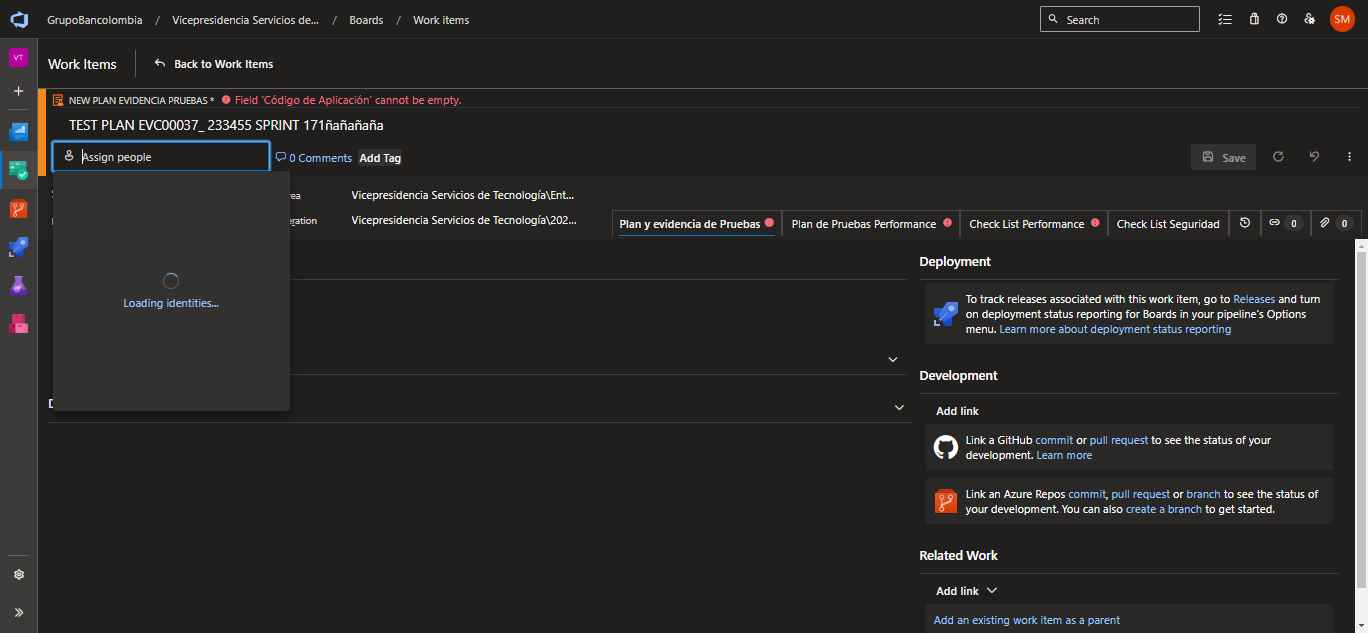 GrupoBancolombia / Vicepresidencia Servicios de... / Boards / Work items
Search
SM
VT
Work Items
Back to Work Items
NEW PLAN EVIDENCIA PRUEBAS * Field 'Código de Aplicación' cannot be empty.
TEST PLAN EVC00037_ 233455 SPRINT 171ñañañaña
Assign people
0 Comments
Add Tag
Save
rea
Vicepresidencia Servicios de Tecnología\Ent...
eration
Vicepresidencia Servicios de Tecnología\202...
Plan y evidencia de Pruebas
Plan de Pruebas Performance
Check List Performance
Check List Seguridad
0
0
Loading identities...
Deployment
To track releases associated with this work item, go to Releases and turn
on deployment status reporting for Boards in your pipeline's Options
menu. Learn more about deployment status reporting
Development
Add link
Link a GitHub commit or pull request to see the status of your
development. Learn more
Link an Azure Repos commit, pull request or branch to see the status of
your development. You can also create a branch to get started.
Related Work
Add link
Add an existing work item as a parent